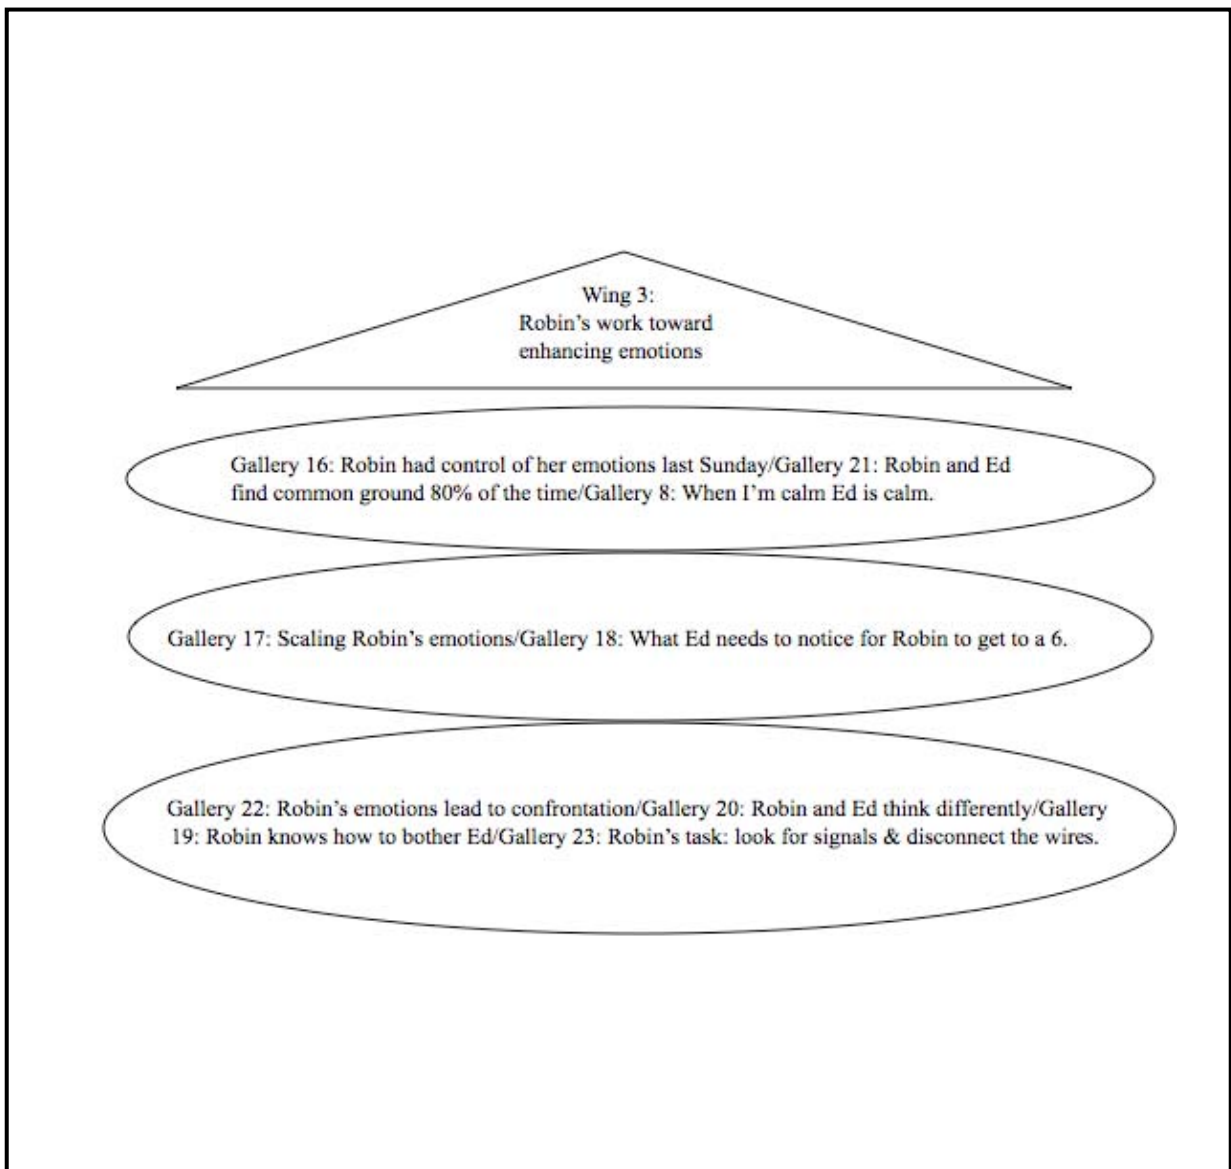 Wing 3:
Robin’s work toward
enhancing emotions
Gallery 16: Robin had control of her emotions last Sunday/Gallery 21: Robin and Ed
find common ground 80% of the time/Gallery 8: When I’m calm Ed is calm.
Gallery 17: Scaling Robin’s emotions/Gallery 18: What Ed needs to notice for Robin to get to a 6.
Gallery 22: Robin’s emotions lead to confrontation/Gallery 20: Robin and Ed think differently/Gallery
19: Robin knows how to bother Ed/Gallery 23: Robin’s task: look for signals & disconnect the wires.